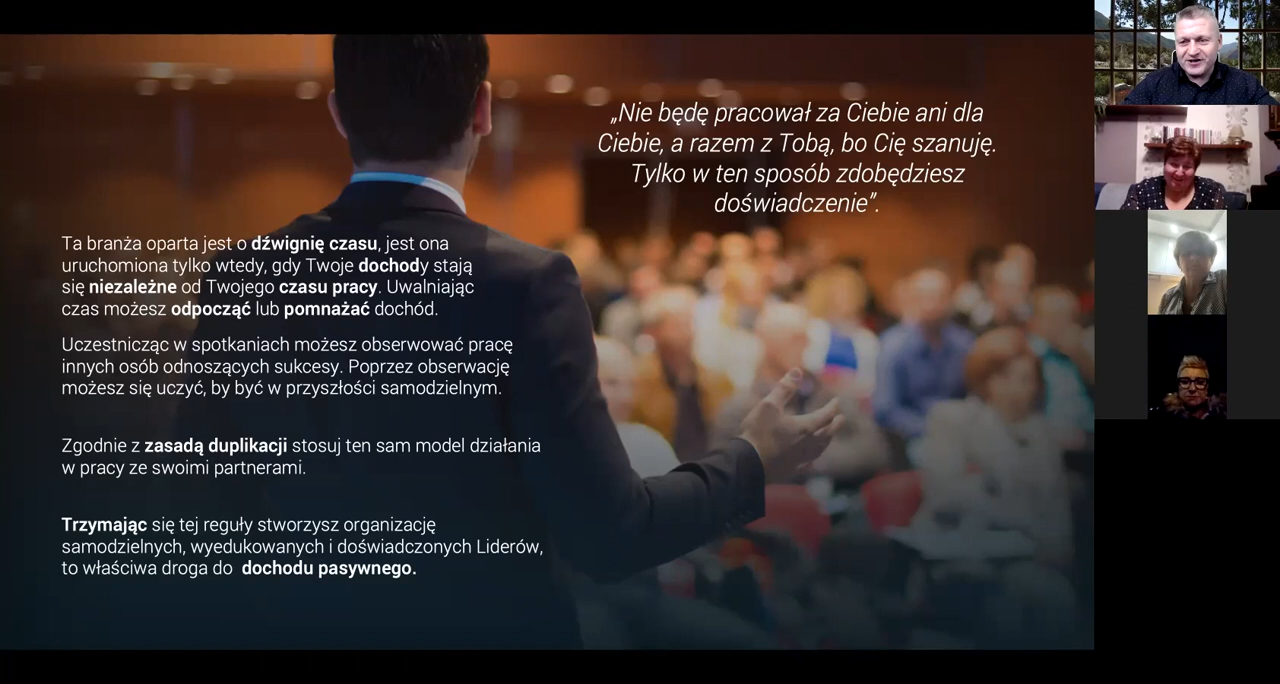 „Nie będę pracował za Ciebie ani dla
Ciebie, a razem z Tobą, bo Cię szanuję.
Tylko w ten sposób zdobędziesz
doświadczenie”.
Ta branża oparta jest o dźwignię czasu, jest ona
uruchomiona tylko wtedy, gdy Twoje dochody stają
się niezależne od Twojego czasu pracy. Uwalniając
czas możesz odpocząć lub pomnażać dochód.
Uczestnicząc w spotkaniach możesz obserwować pracę
innych osób odnoszących sukcesy. Poprzez obserwację
możesz się uczyć, by być w przyszłości samodzielnym.
Zgodnie z zasadą duplikacji stosuj ten sam model działania
w pracy ze swoimi partnerami.
Trzymając się tej reguły stworzysz organizację
samodzielnych, wyedukowanych i doświadczonych Liderów,
to właściwa droga do dochodu pasywnego.